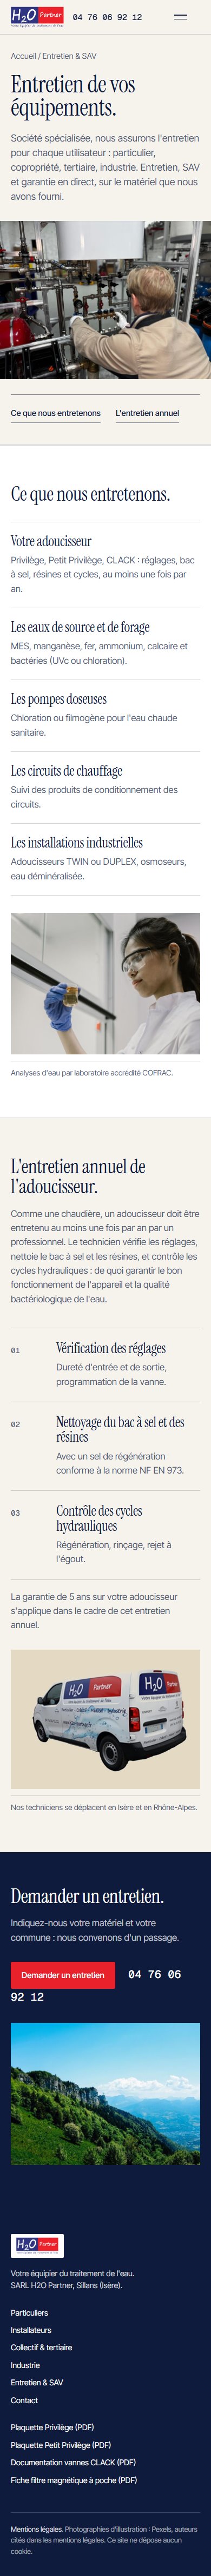 H2O Partner
04 76 06 92 12
Accueil / Entretien & SAV
Entretien de vos
équipements.
Société spécialisée, nous assurons l'entretien
pour chaque utilisateur : particulier,
copropriété, tertiaire, industrie. Entretien, SAV
et garantie en direct, sur le matériel que nous
avons fourni.
Ce que nous entretenons
L'entretien annuel
Ce que nous entretenons.
Votre adoucisseur
Privilège, Petit Privilège, CLACK : réglages, bac
à sel, résines et cycles, au moins une fois par
an.
Les eaux de source et de forage
MES, manganèse, fer, ammonium, calcaire et
bactéries (UVc ou chloration).
Les pompes doseuses
Chloration ou filmogène pour l'eau chaude
sanitaire.
Les circuits de chauffage
Suivi des produits de conditionnement des
circuits.
Les installations industrielles
Adoucisseurs TWIN ou DUPLEX, osmoseurs,
eau déminéralisée.
Analyses d'eau par laboratoire accrédité COFRAC.
L'entretien annuel de
l'adoucisseur.
Comme une chaudière, un adoucisseur doit être
entretenu au moins une fois par an par un
professionnel. Le technicien vérifie les réglages,
nettoie le bac à sel et les résines, et contrôle les
cycles hydrauliques : de quoi garantir le bon
fonctionnement de l'appareil et la qualité
bactériologique de l'eau.
01
Vérification des réglages
Dureté d'entrée et de sortie,
programmation de la vanne.
02
Nettoyage du bac à sel et des
résines
Avec un sel de régénération
conforme à la norme NF EN 973.
03
Contrôle des cycles
hydrauliques
Régénération, rinçage, rejet à
l'égout.
La garantie de 5 ans sur votre adoucisseur
s'applique dans le cadre de cet entretien
annuel.
H2O Partner
H2O Partner
Nos techniciens se déplacent en Isère et en Rhône-Alpes.
Demander un entretien.
Indiquez-nous votre matériel et votre
commune : nous convenons d'un passage.
Demander un entretien
04 76 06
92 12
H2O Partner
Votre équipier du traitement de l'eau.
SARL H2O Partner, Sillans (Isère).
Particuliers
Installateurs
Collectif & tertiaire
Industrie
Entretien & SAV
Contact
Plaquette Privilège (PDF)
Plaquette Petit Privilège (PDF)
Documentation vannes CLACK (PDF)
Fiche filtre magnétique à poche (PDF)
Mentions légales. Photographies d'illustration : Pexels, auteurs
cités dans les mentions légales. Ce site ne dépose aucun
cookie.